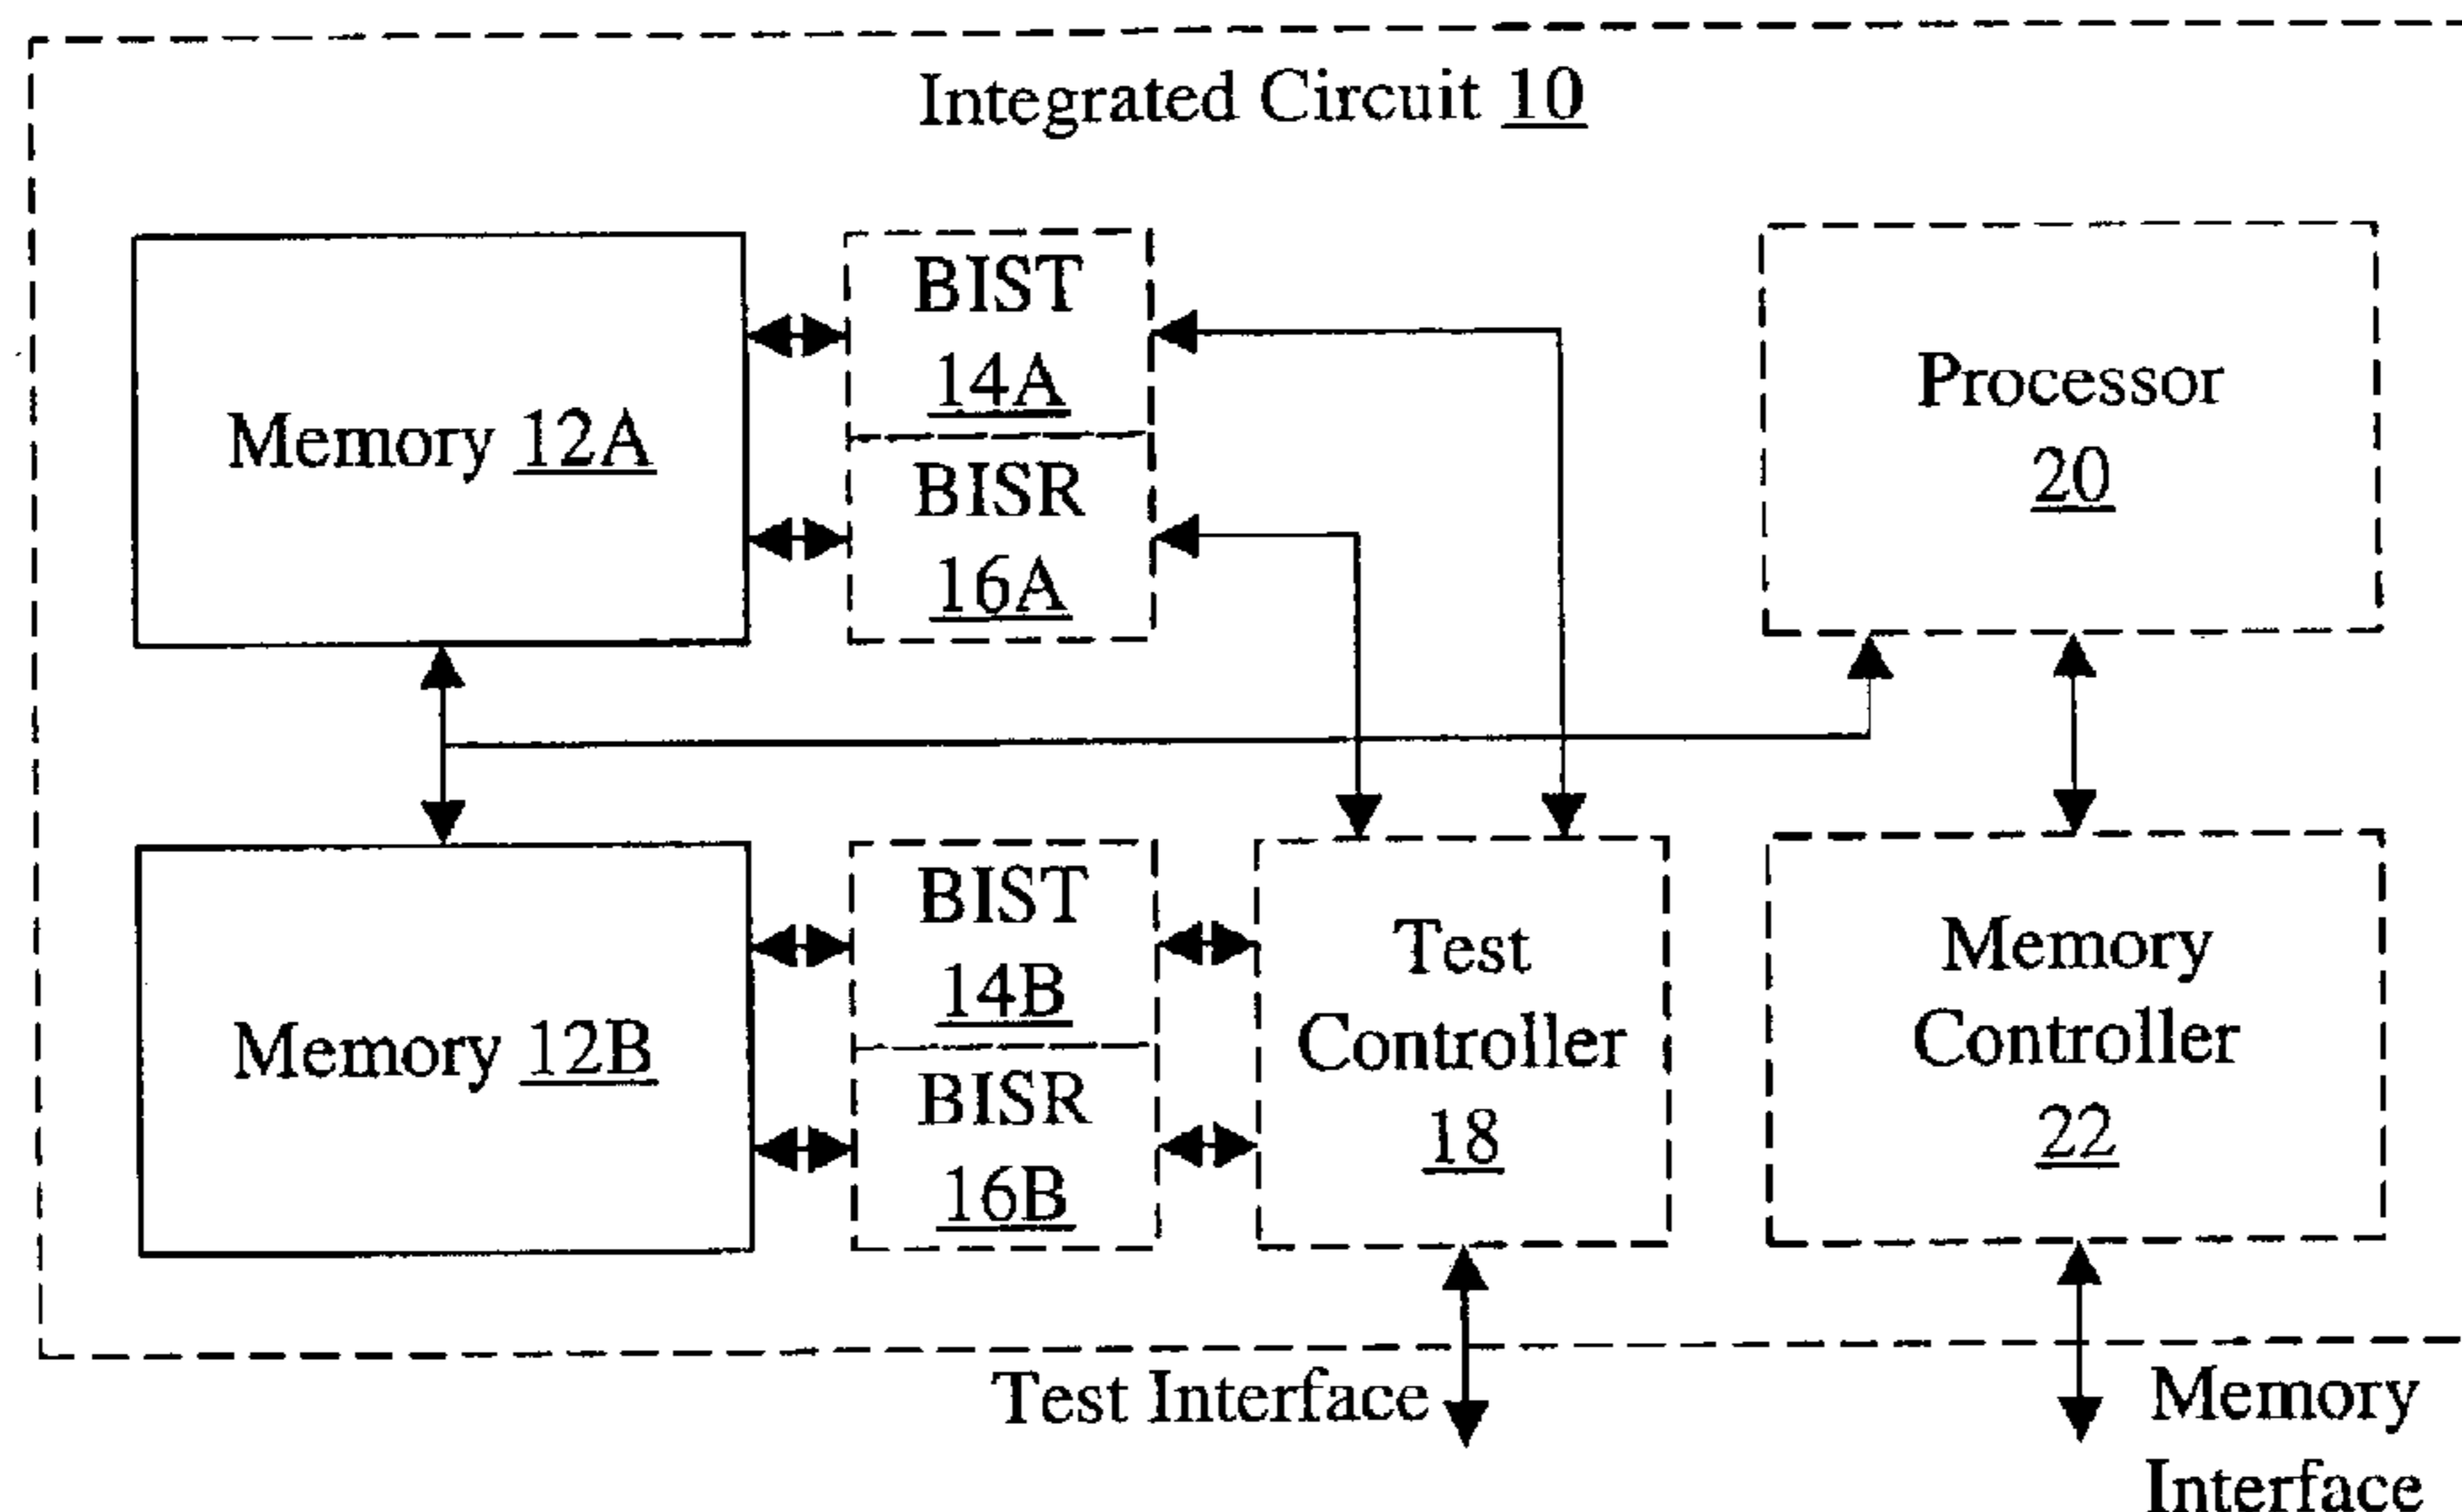 Integrated Circuit 10
BIST
14A
Memory 12A
BISR
16A
Processor
20
BIST
14B
Memory 12B
BISR
16B
Test
Controller
18
Memory
Controller
22
Test Interface
Memory
Interface